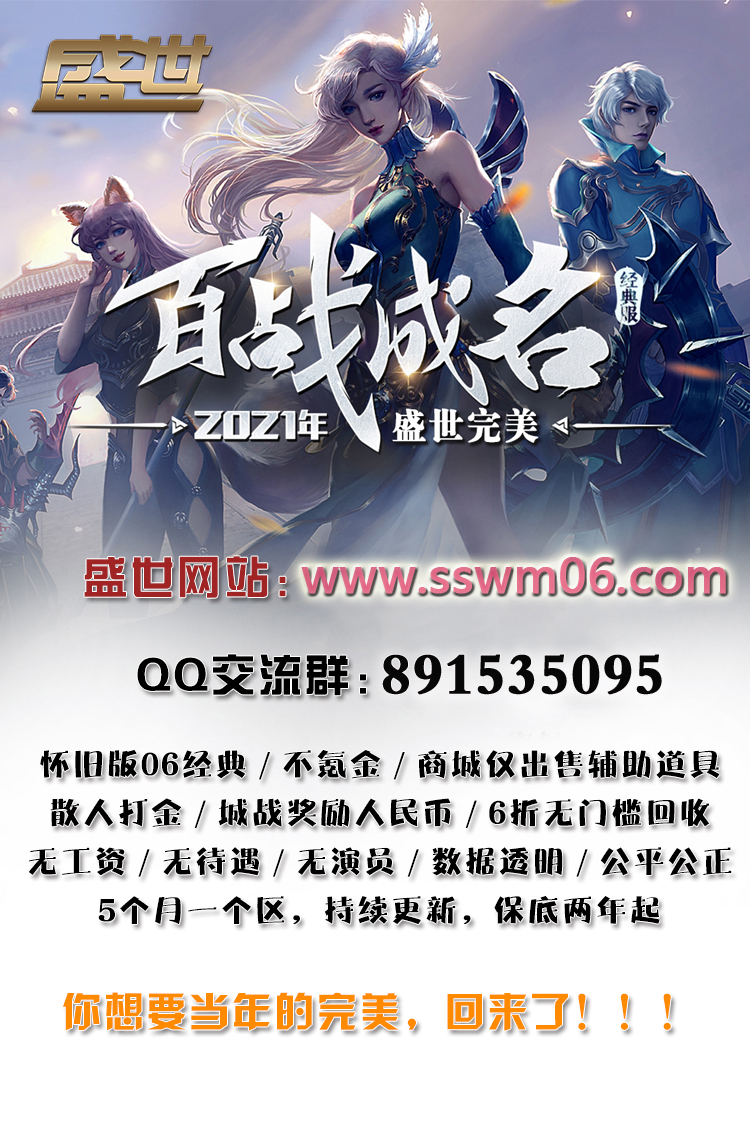 盛世
百战成名
经典服
2021年 盛世完美
盛世网站：www.sswm06.com
QQ交流群：891535095
怀旧版06经典 / 不氪金 / 商城仅出售辅助道具
散人打金 / 城战奖励人民币 / 6折无门槛回收
无工资 / 无待遇 / 无演员 / 数据透明 / 公平公正
5个月一个区，持续更新，保底两年起
你想要当年的完美，回来了！！！